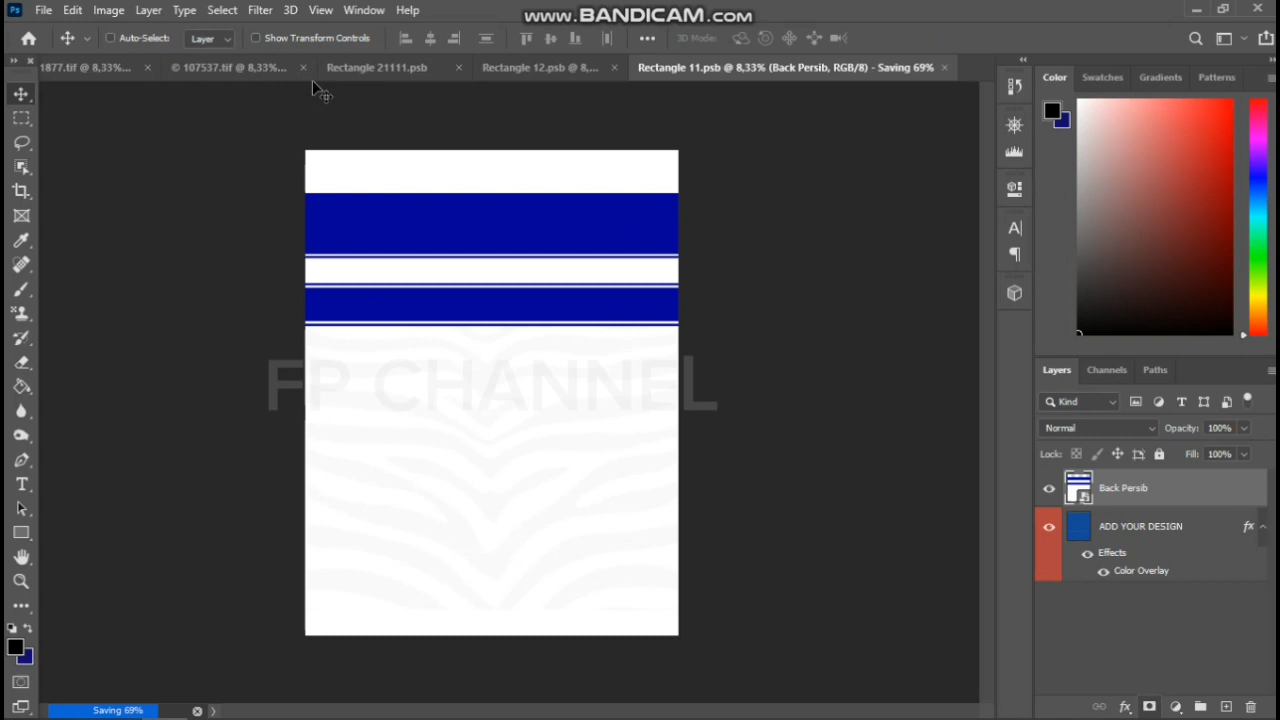 Ps File Edit Image Layer Type Select Filter 3D View Window Help
www.BANDICAM.com
Auto-Select: Layer Show Transform Controls 3D Mode:
1877.tif @ 8,33%... © 107537.tif @ 8,33%... Rectangle 21111.psb Rectangle 12.psb @ 8,... Rectangle 11.psb @ 8,33% (Back Persib, RGB/8) - Saving 69%
Color Swatches Gradients Patterns
FP CHANNEL
Layers Channels Paths
Kind
Normal Opacity: 100%
Lock: Fill: 100%
Back Persib
ADD YOUR DESIGN fx
Effects
Color Overlay
Saving 69%